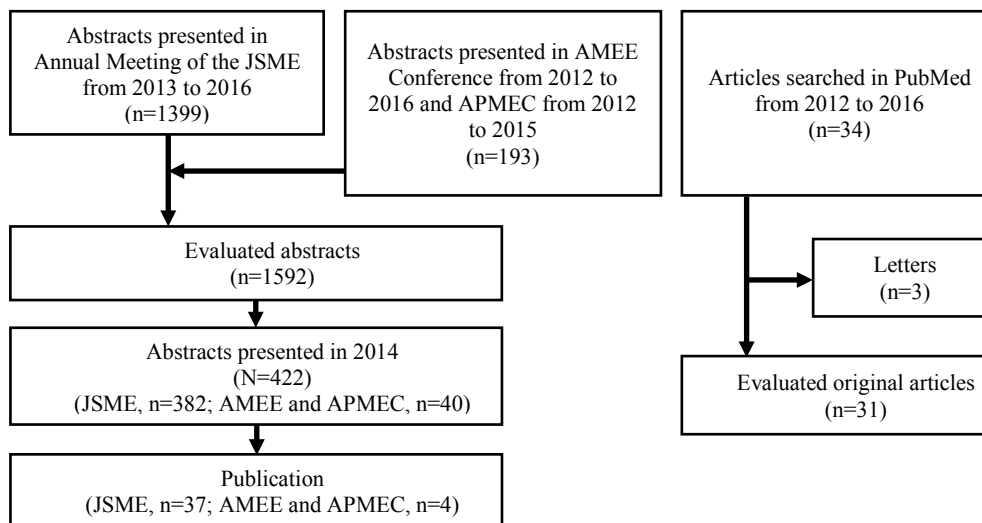 Abstracts presented in
Annual Meeting of the JSME
from 2013 to 2016
(n=1399)
Abstracts presented in AMEE
Conference from 2012 to
2016 and APMEC from 2012
to 2015
(n=193)
Articles searched in PubMed
from 2012 to 2016
(n=34)
Evaluated abstracts
(n=1592)
Letters
(n=3)
Abstracts presented in 2014
(N=422)
(JSME, n=382; AMEE and APMEC, n=40)
Evaluated original articles
(n=31)
Publication
(JSME, n=37; AMEE and APMEC, n=4)